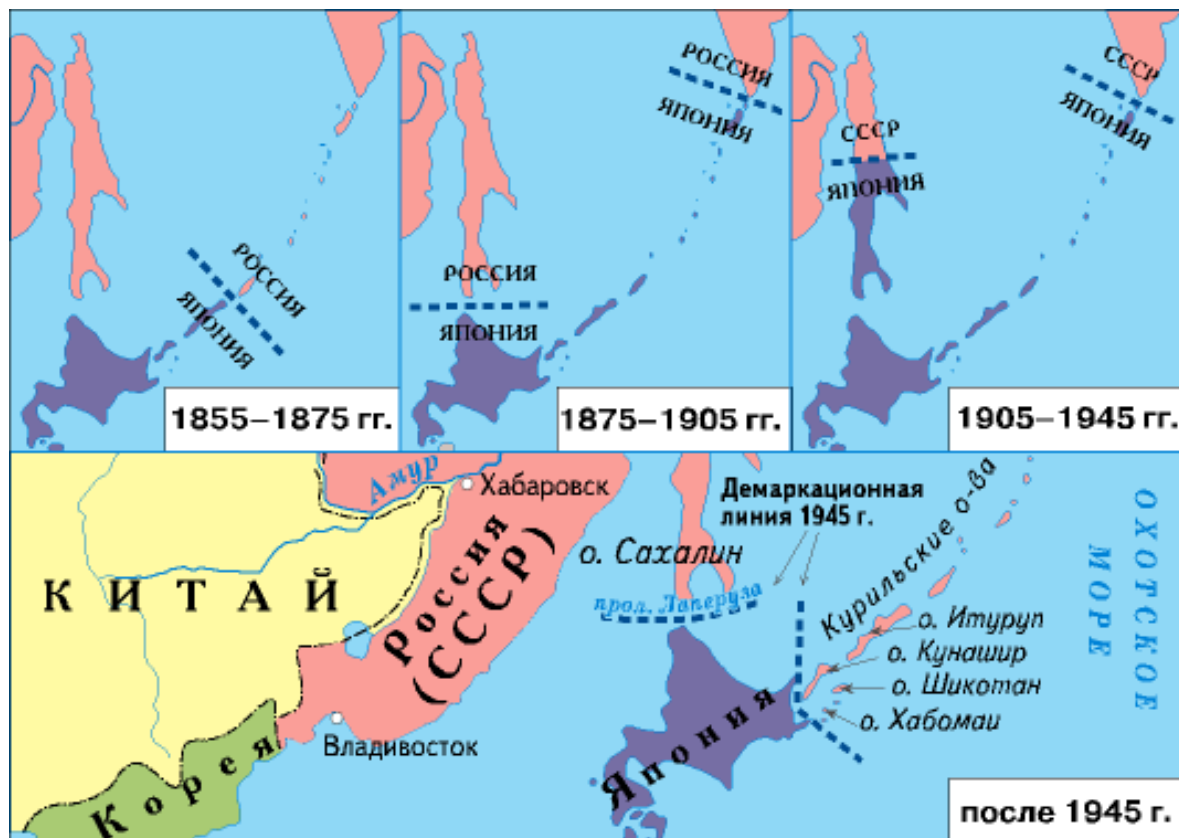 РОССИЯ
ЯПОНИЯ
1855–1875 гг.
РОССИЯ
ЯПОНИЯ
РОССИЯ
ЯПОНИЯ
1875–1905 гг.
СССР
ЯПОНИЯ
СССР
ЯПОНИЯ
1905–1945 гг.
Амур
Хабаровск
КИТАЙ
Россия
(СССР)
Владивосток
Корея
о. Сахалин
прол. Лаперуза
Демаркационная
линия 1945 г.
Курильские о-ва
о. Итуруп
о. Кунашир
о. Шикотан
о. Хабомаи
Япония
ОХОТСКОЕ
МОРЕ
после 1945 г.